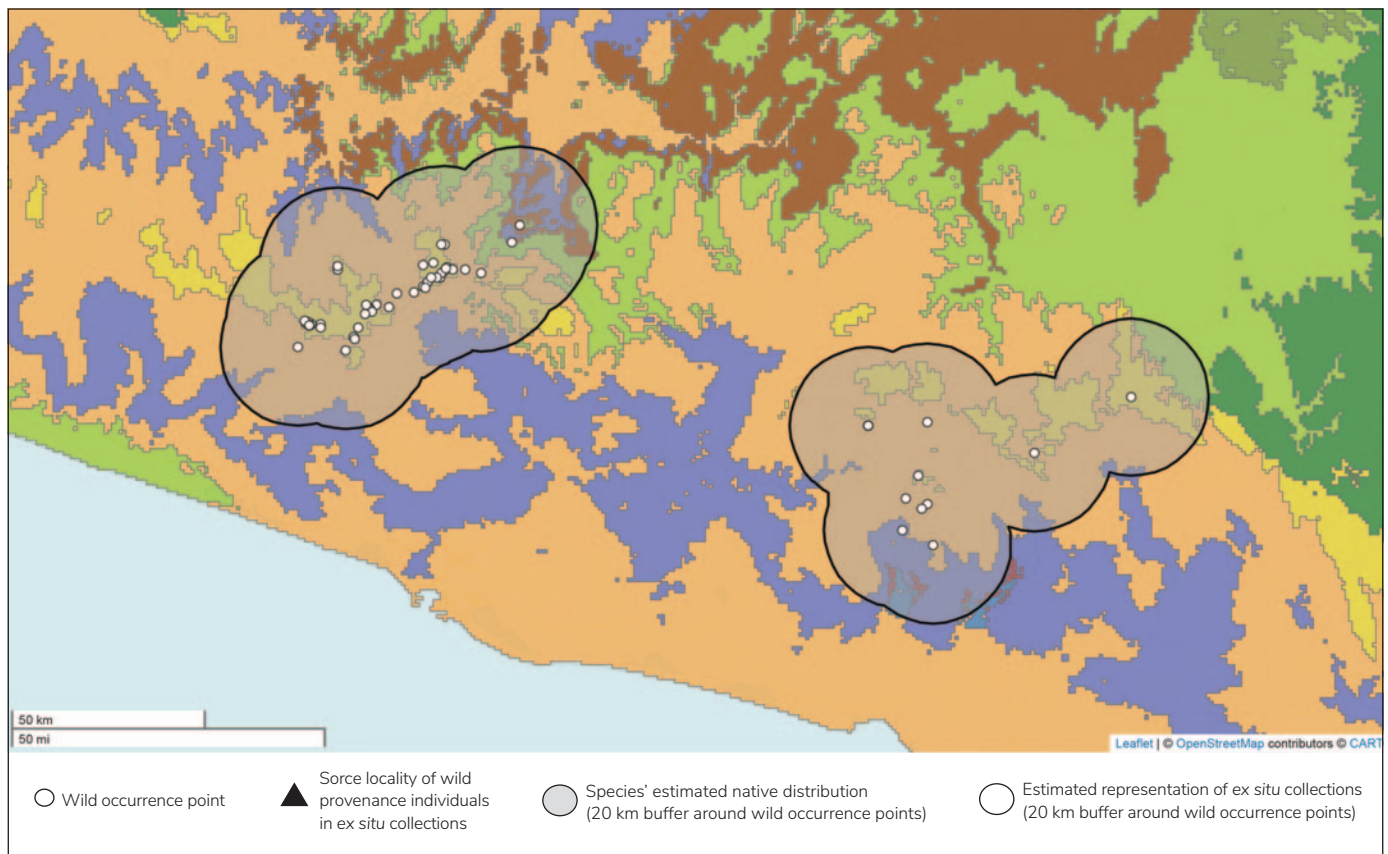 50 km
50 mi
Leaflet | © OpenStreetMap contributors © CART
Wild occurrence point
Sorce locality of wild
provenance individuals
in ex situ collections
Species' estimated native distribution
(20 km buffer around wild occurrence points)
Estimated representation of ex situ collections
(20 km buffer around wild occurrence points)